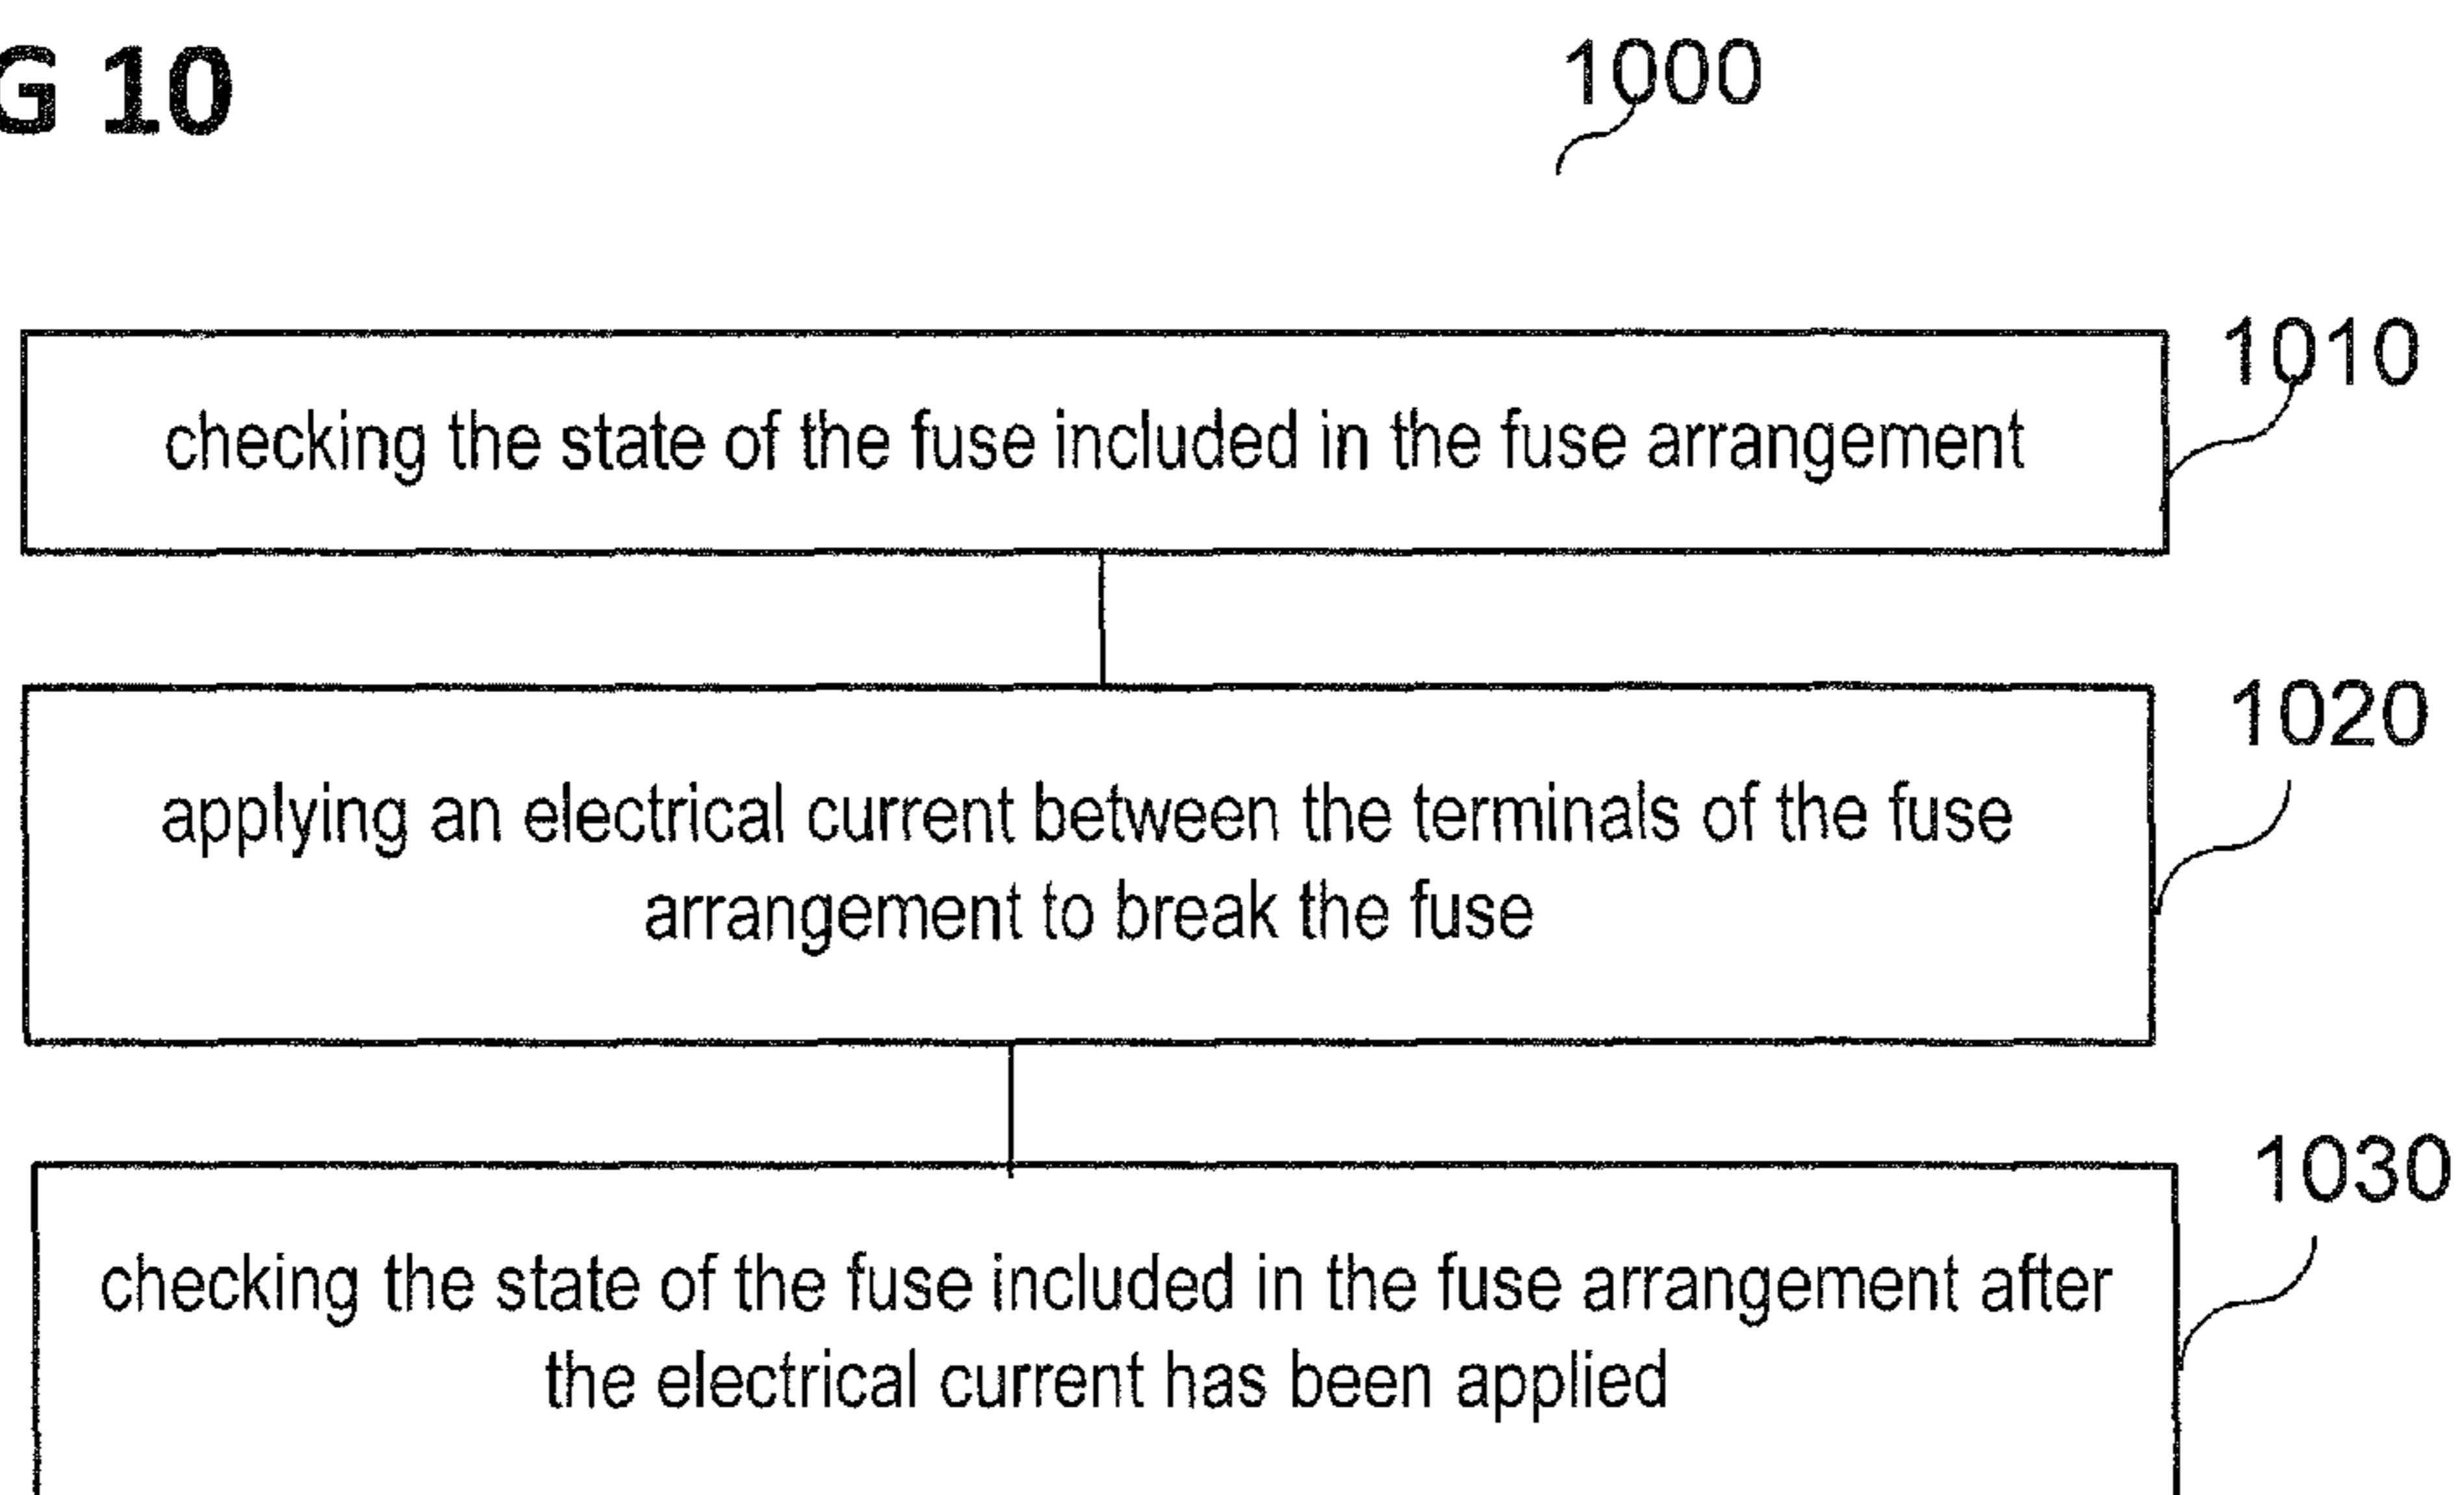 G 10
1000
1010
checking the state of the fuse included in the fuse arrangement
1020
applying an electrical current between the terminals of the fuse
arrangement to break the fuse
1030
checking the state of the fuse included in the fuse arrangement after
the electrical current has been applied